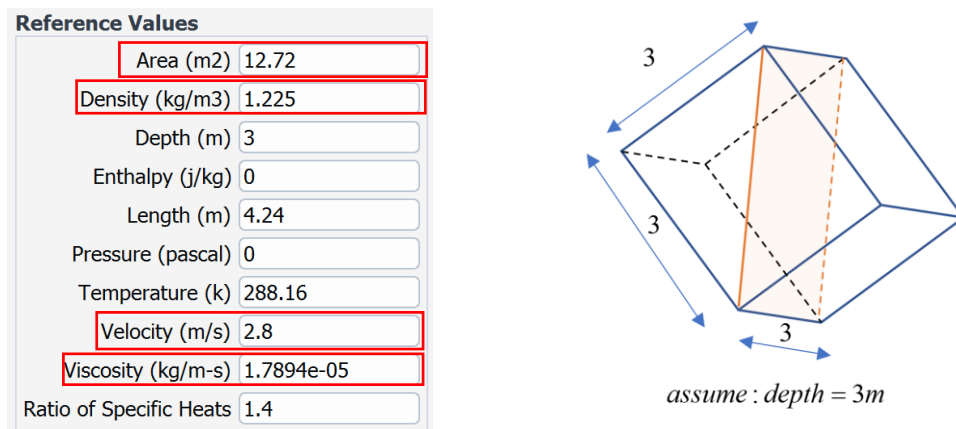 Reference Values
Area (m2) 12.72
Density (kg/m3) 1.225
Depth (m) 3
Enthalpy (j/kg) 0
Length (m) 4.24
Pressure (pascal) 0
Temperature (k) 288.16
Velocity (m/s) 2.8
Viscosity (kg/m-s) 1.7894e-05
Ratio of Specific Heats 1.4
3
3
3
assume : depth = 3m